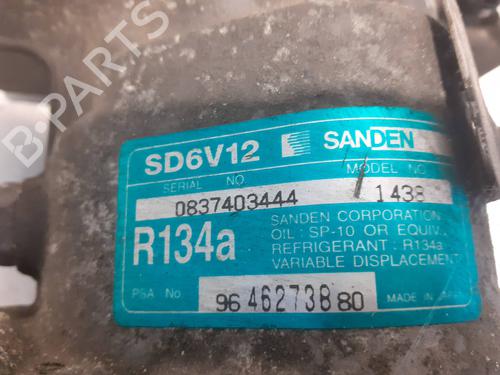 SD6V12 SANDEN
SERIAL NO. MODEL NO.
0837403444 1438
SANDEN CORPORATION
R134a OIL : SP-10 OR EQUIV.
REFRIGERANT : R134a
VARIABLE DISPLACEMENT
PSA No 96 462738 80 MADE IN JAPAN
B-PARTS